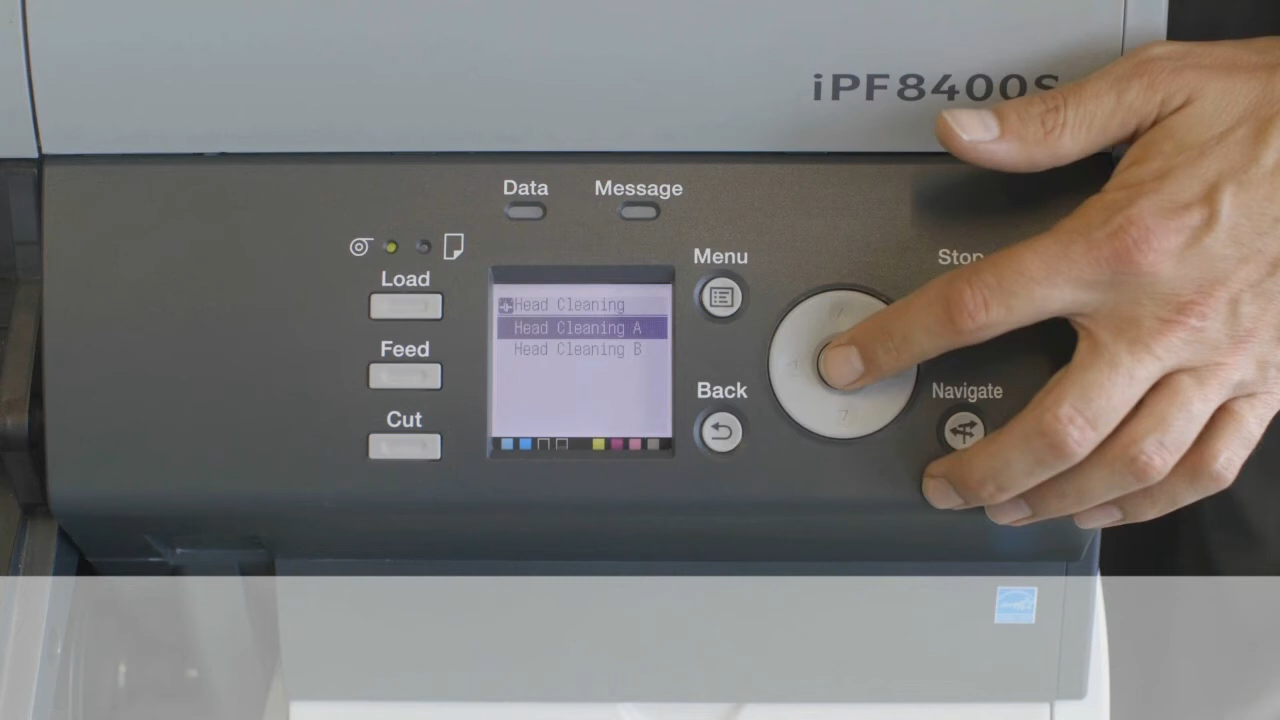 iPF8400S
Data
Message
Load
Menu
Stop
Head Cleaning
Head Cleaning A
Head Cleaning B
Feed
Back
Navigate
Cut